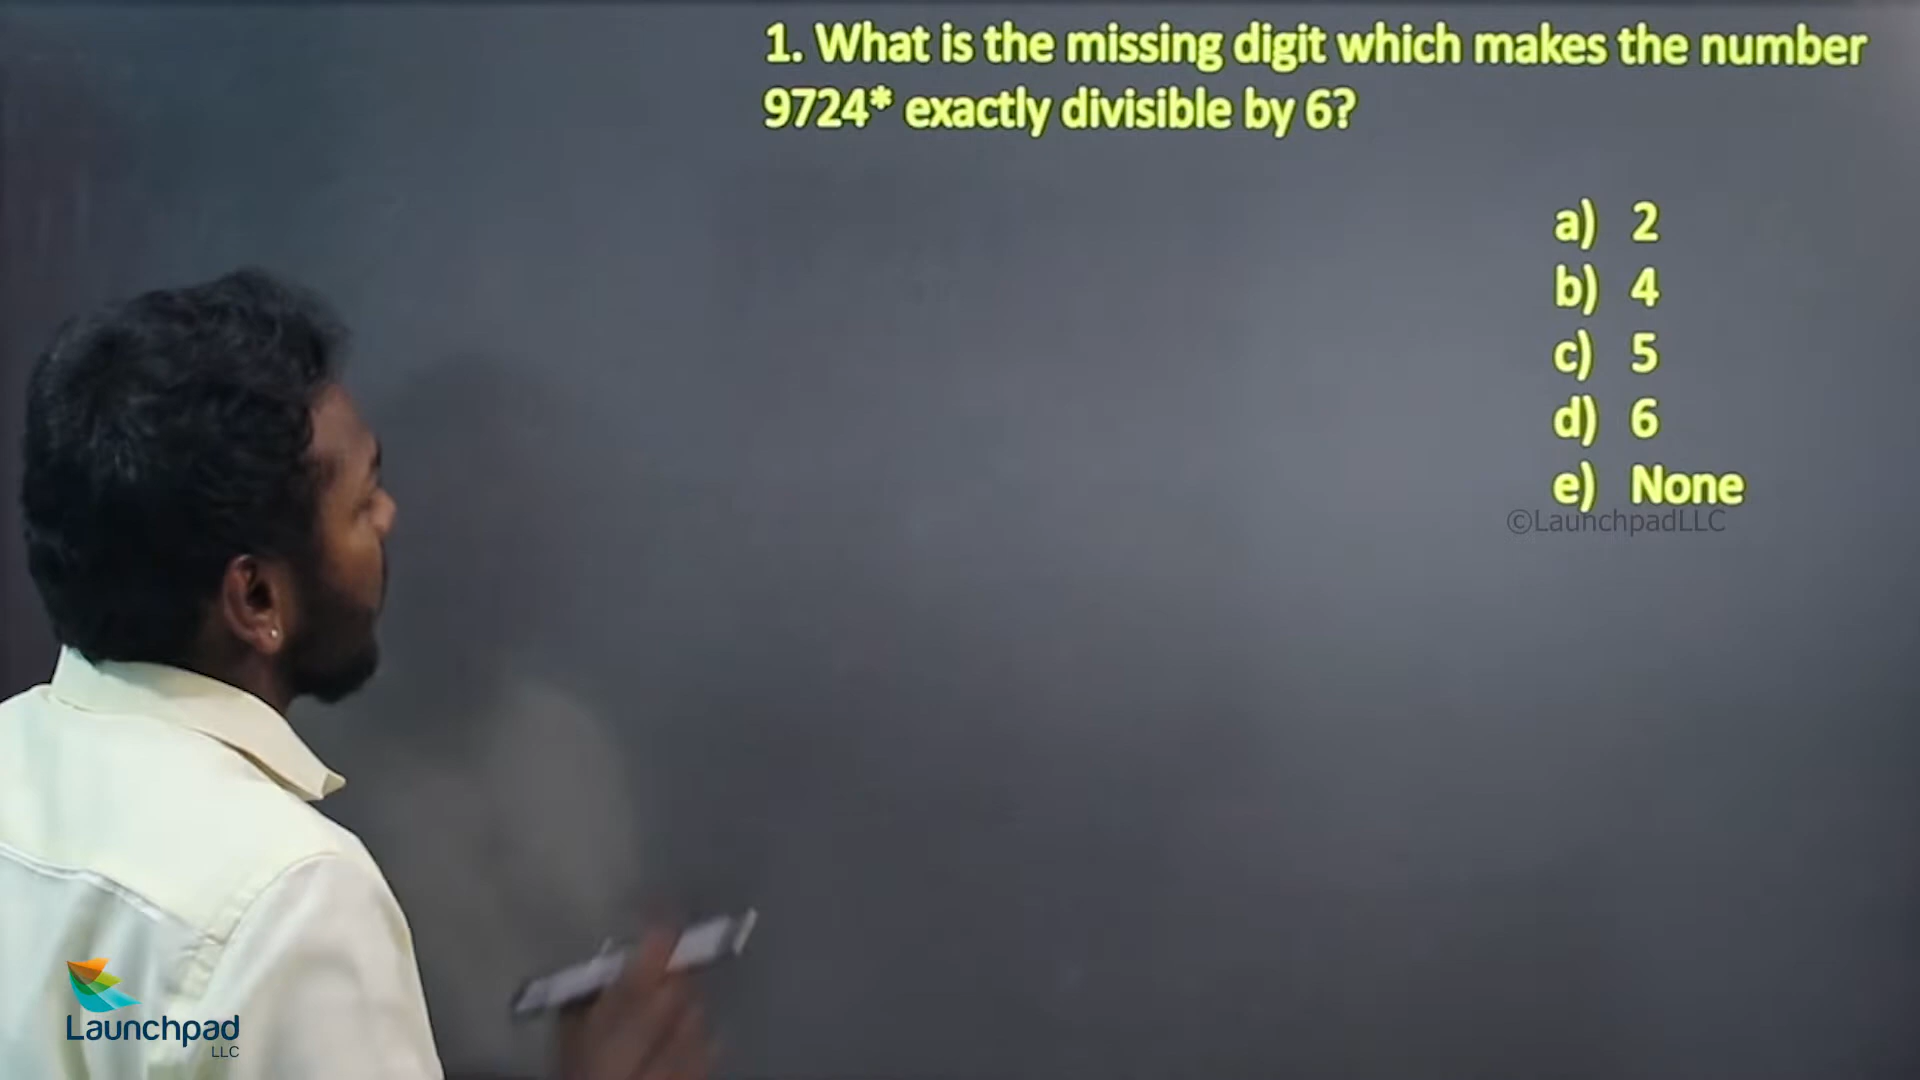 1. What is the missing digit which makes the number
9724* exactly divisible by 6?
a) 2
b) 4
c) 5
d) 6
e) None
©LaunchpadLLC
Launchpad
LLC